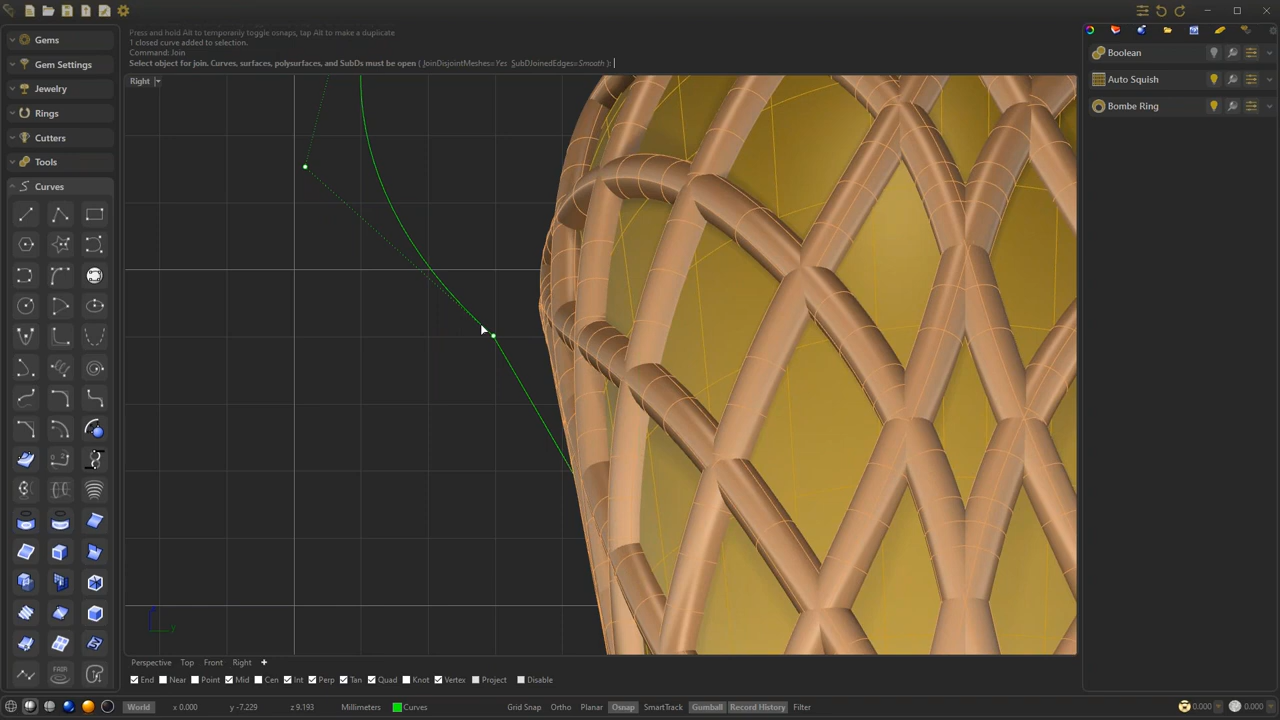 Press and hold Alt to temporarily toggle osnaps, tap Alt to make a duplicate
1 closed curve added to selection.
Command: Join
Select object for join. Curves, surfaces, polysurfaces, and SubDs must be open ( JoinDisjointMeshes=Yes SubDJoinedEdges=Smooth ):
Gems
Gem Settings
Jewelry
Rings
Cutters
Tools
Curves
FAIR
Right
y
Boolean
Auto Squish
Bombe Ring
Perspective Top Front Right
End Near Point Mid Cen Int Perp Tan Quad Knot Vertex Project Disable
World x 0.000 y -7.229 z 9.193 Millimeters Curves Grid Snap Ortho Planar Osnap SmartTrack Gumball Record History Filter 0.000 0.000